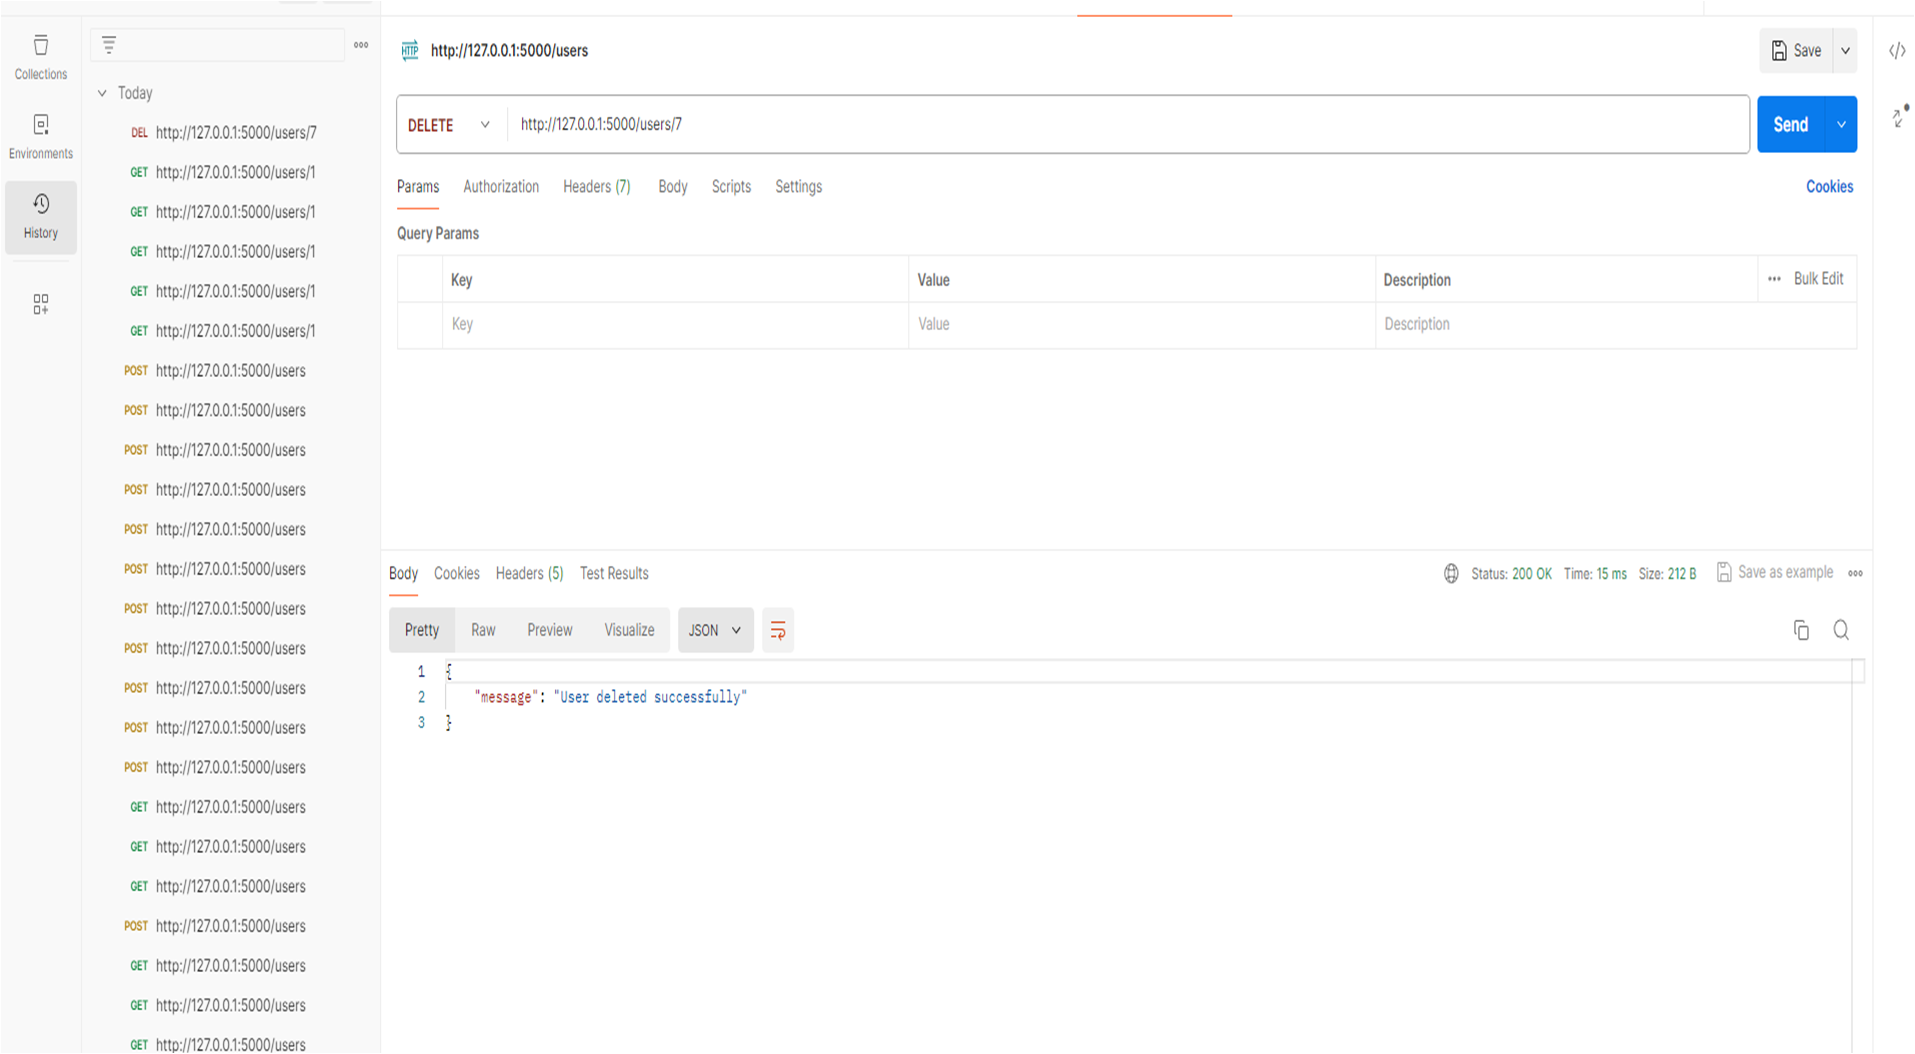 http://127.0.0.1:5000/users
Save
Collections
Today
DEL http://127.0.0.1:5000/users/7
DELETE http://127.0.0.1:5000/users/7 Send
Environments
GET http://127.0.0.1:5000/users/1
Params Authorization Headers (7) Body Scripts Settings Cookies
GET http://127.0.0.1:5000/users/1
History
Query Params
GET http://127.0.0.1:5000/users/1
Key Value Description Bulk Edit
GET http://127.0.0.1:5000/users/1
Key Value Description
GET http://127.0.0.1:5000/users/1
POST http://127.0.0.1:5000/users
POST http://127.0.0.1:5000/users
POST http://127.0.0.1:5000/users
POST http://127.0.0.1:5000/users
POST http://127.0.0.1:5000/users
POST http://127.0.0.1:5000/users
Body Cookies Headers (5) Test Results Status: 200 OK Time: 15 ms Size: 212 B Save as example
POST http://127.0.0.1:5000/users
Pretty Raw Preview Visualize JSON
POST http://127.0.0.1:5000/users
1 {
POST http://127.0.0.1:5000/users
2 "message": "User deleted successfully"
3 }
POST http://127.0.0.1:5000/users
POST http://127.0.0.1:5000/users
GET http://127.0.0.1:5000/users
GET http://127.0.0.1:5000/users
GET http://127.0.0.1:5000/users
POST http://127.0.0.1:5000/users
GET http://127.0.0.1:5000/users
GET http://127.0.0.1:5000/users
GET http://127.0.0.1:5000/users